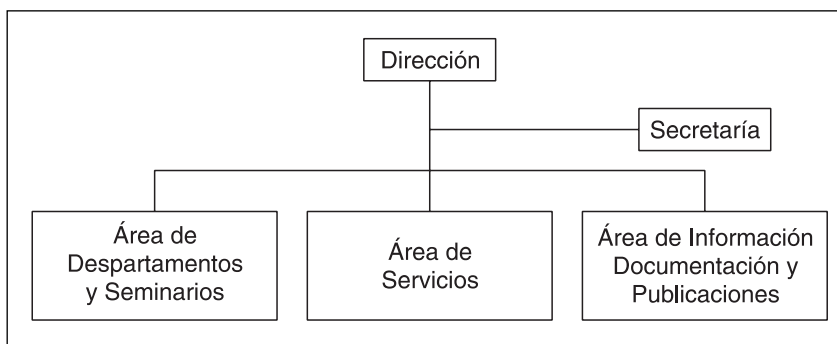 Dirección
Secretaría
Área de
Despartamentos
y Seminarios
Área de
Servicios
Área de Información
Documentación y
Publicaciones